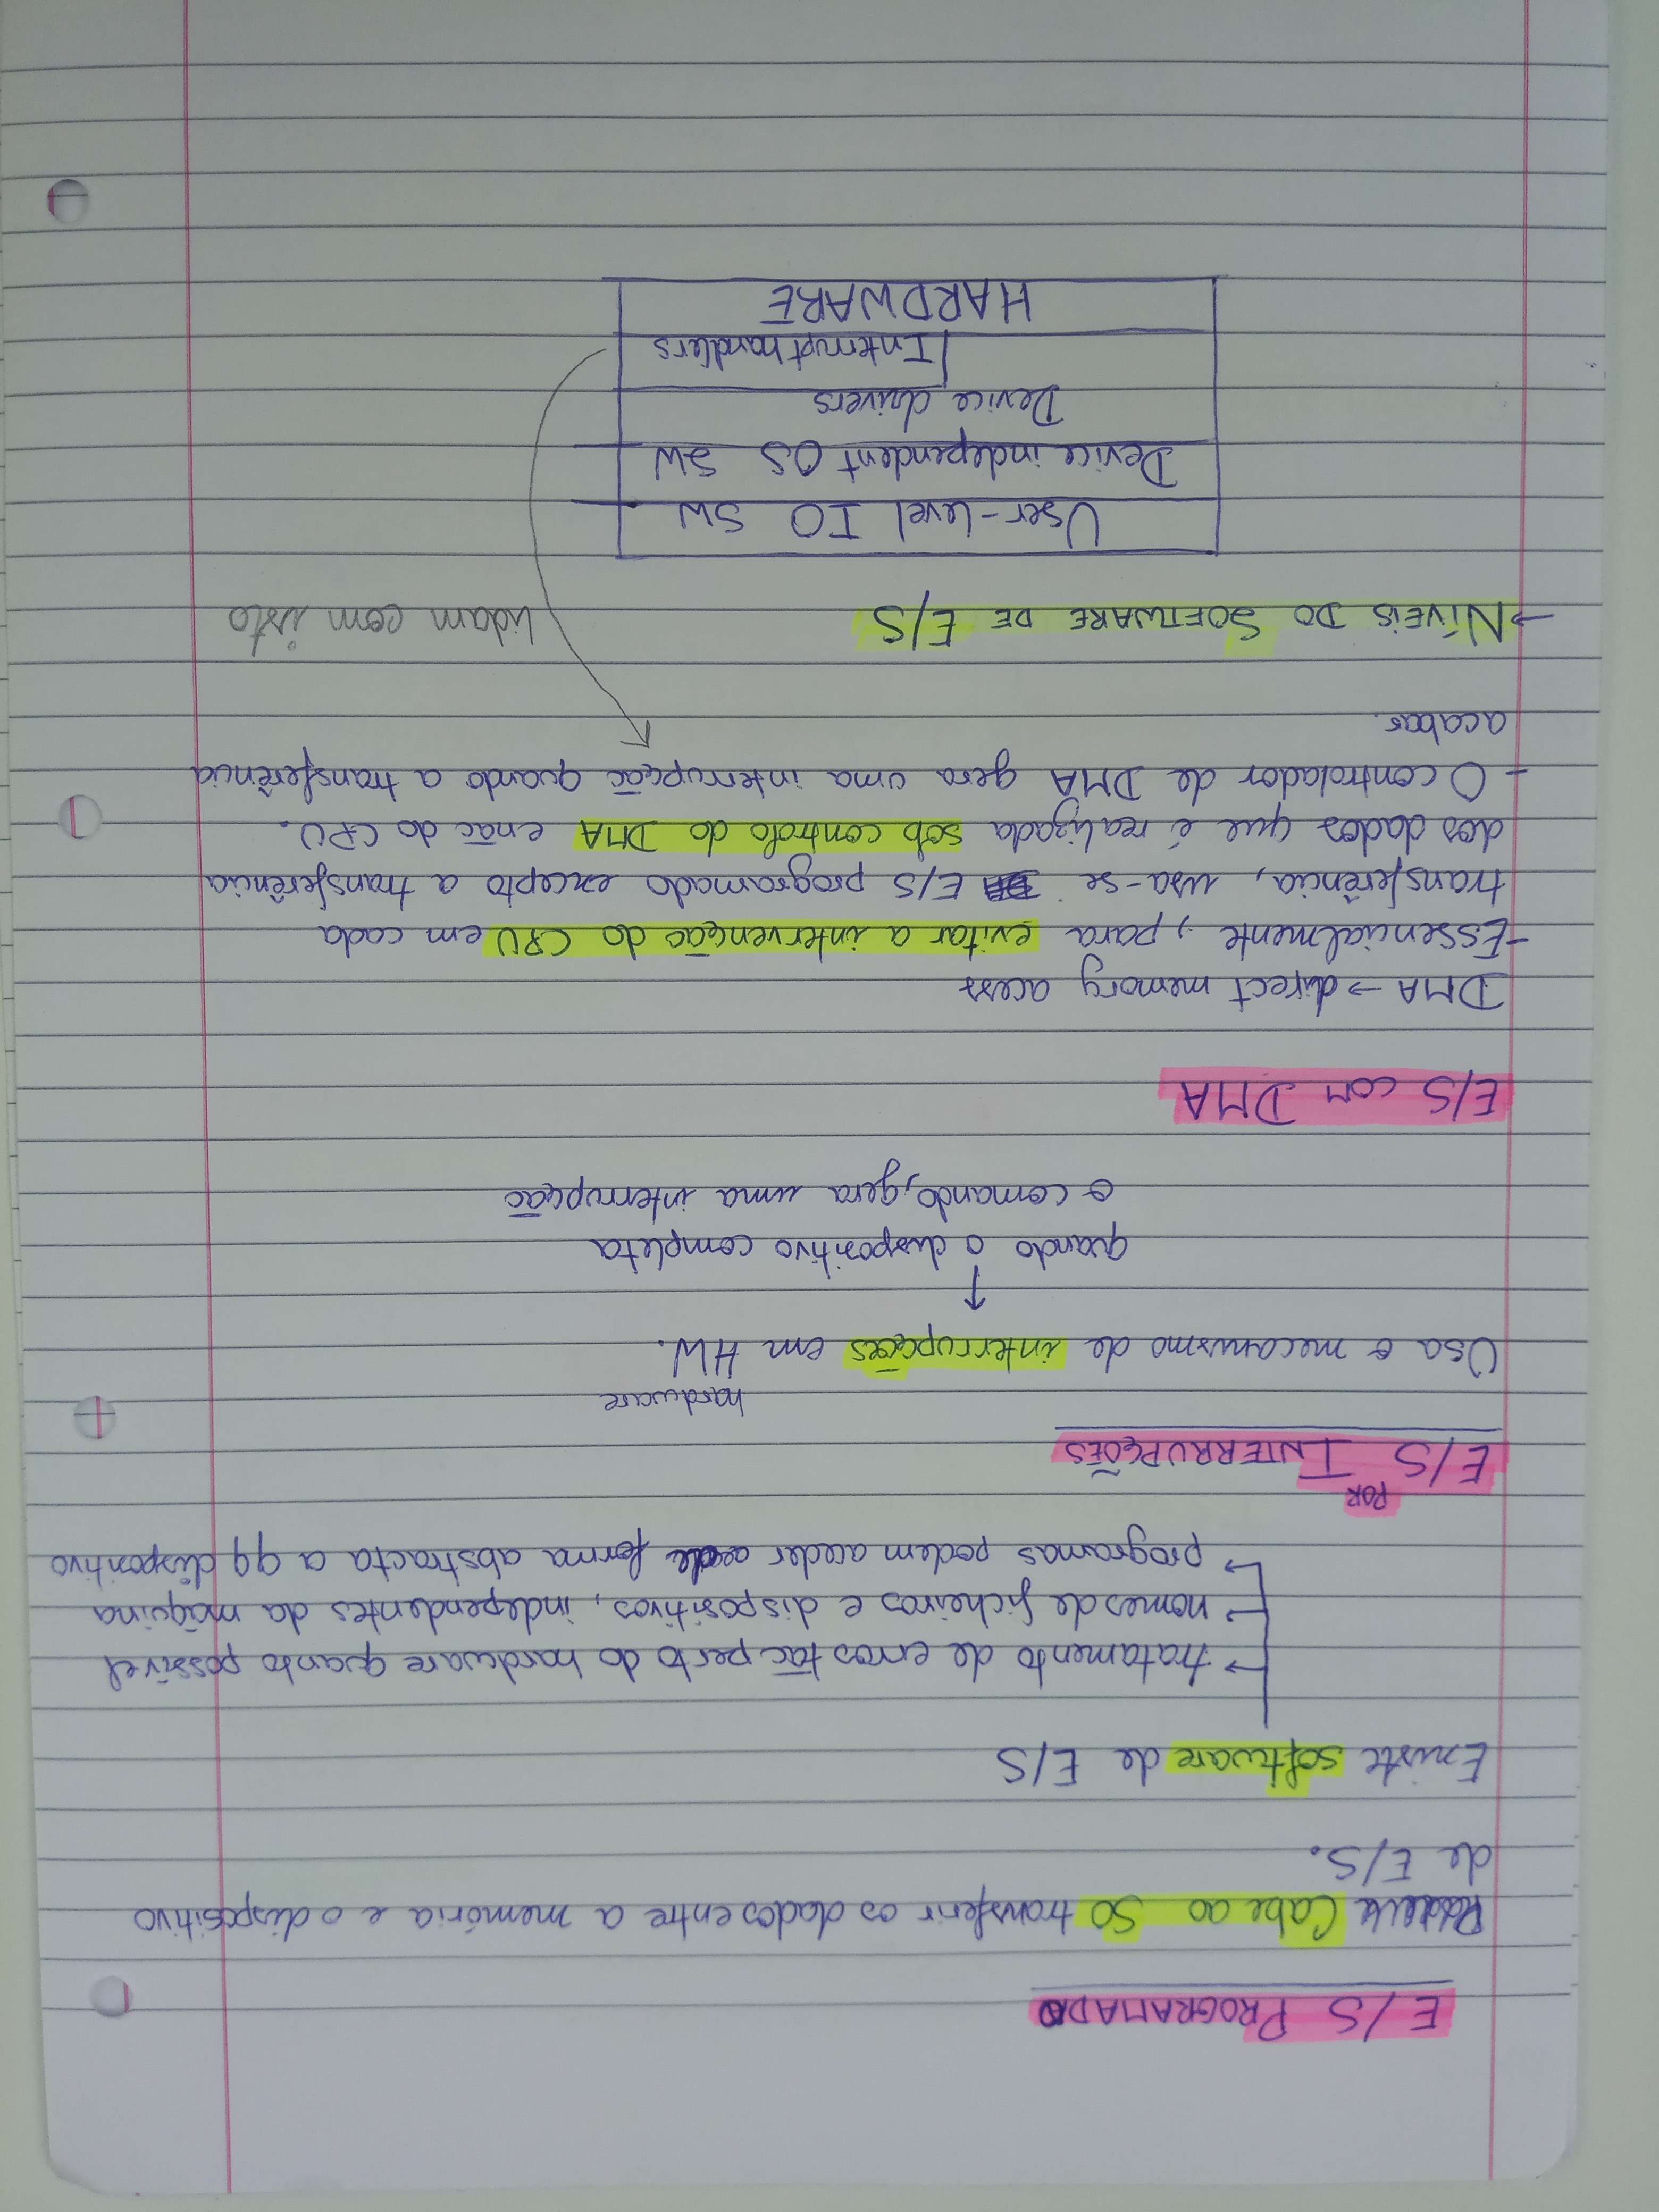 E/S PROGRAMADO
Cabe ao SO transferir os dados entre a memória e o dispositivo
de E/S.
Existe software de E/S
→ tratamento de erros tão perto do hardware quanto possível
→ nomes de ficheiros e dispositivos, independentes da máquina
→ programas podem aceder de forma abstracta a qq dispositivo
POR
E/S INTERRUPÇÕES
hardware
Usa o mecanismo de interrupções em HW.
↑
quando o dispositivo completa
o comando, gera uma interrupção
E/S COM DMA
DMA → direct memory acess
- Essencialmente, para evitar a intervenção do CPU em cada
transferência, usa-se E/S programado excepto a transferência
dos dados que é realizada sob controlo do DMA e não do CPU.
- O controlador de DMA gera uma interrupção quando a transferência
acabar.
→ NÍVEIS DO SOFTWARE DE E/S
lidam com isto
User-level IO SW
Device independent OS SW
Device drivers
Interrupt handlers
HARDWARE